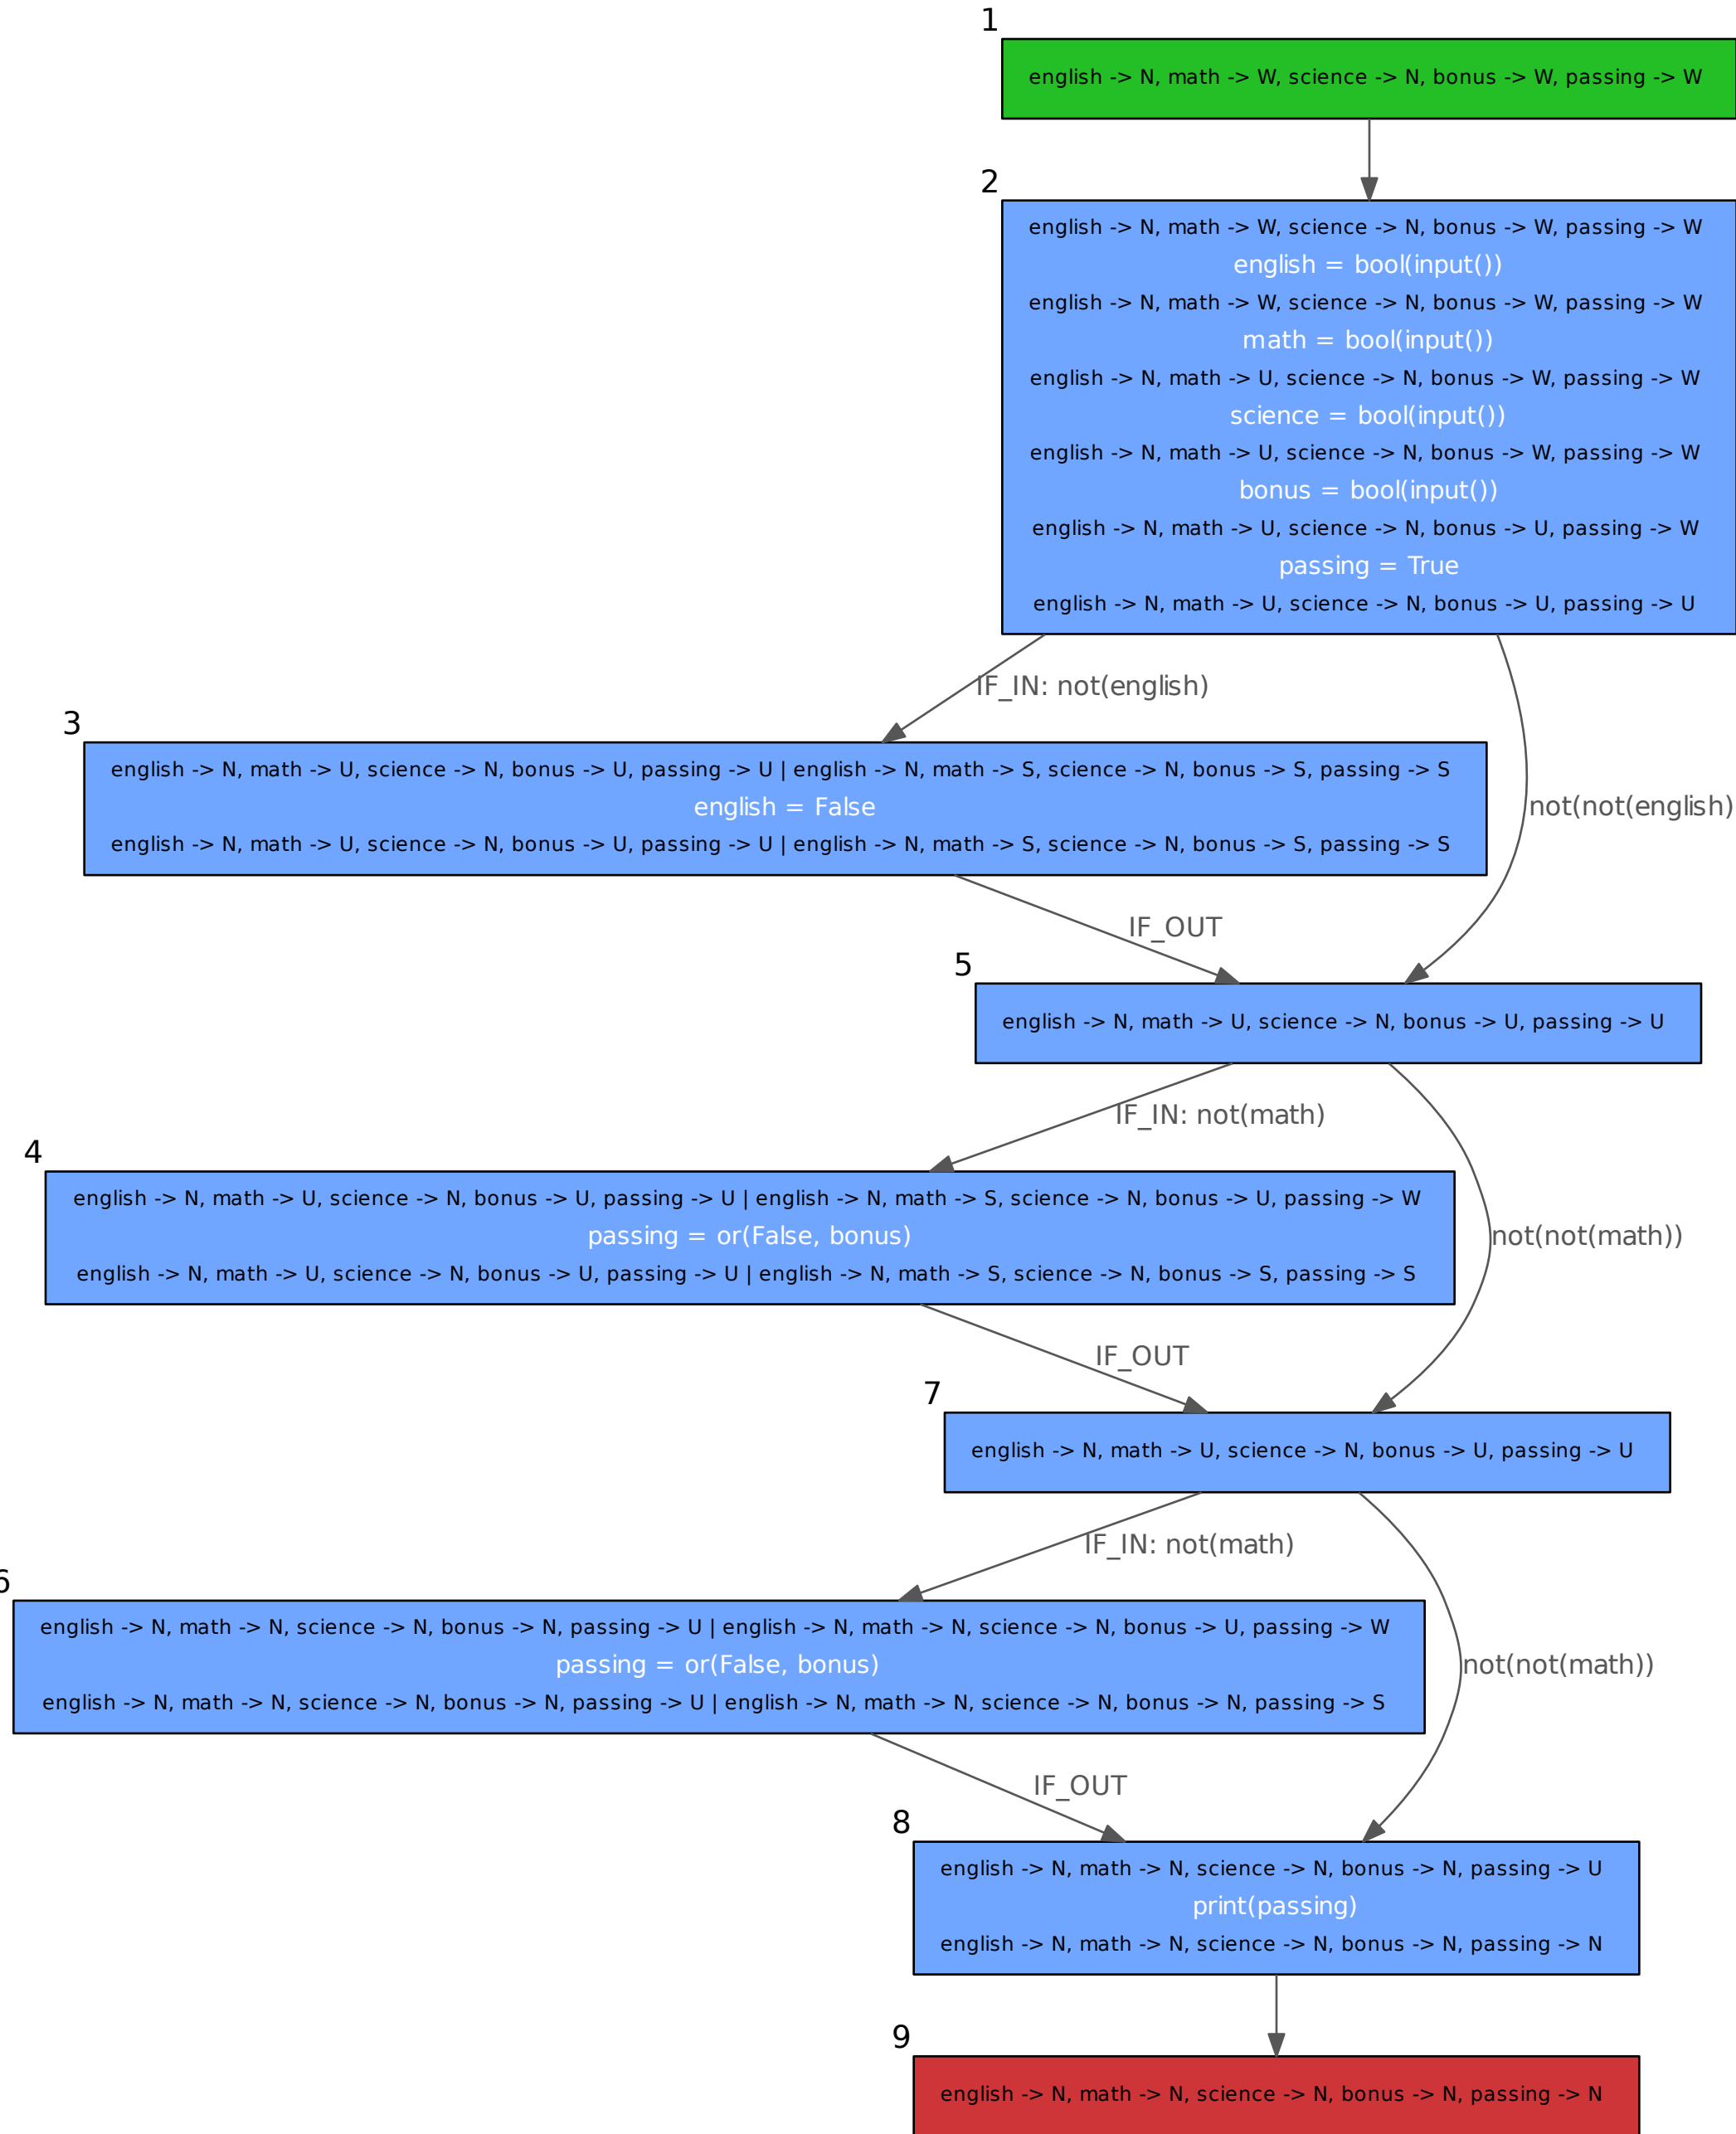 1
english -> N, math -> W, science -> N, bonus -> W, passing -> W
2
english -> N, math -> W, science -> N, bonus -> W, passing -> W
english = bool(input())
english -> N, math -> W, science -> N, bonus -> W, passing -> W
math = bool(input())
english -> N, math -> U, science -> N, bonus -> W, passing -> W
science = bool(input())
english -> N, math -> U, science -> N, bonus -> W, passing -> W
bonus = bool(input())
english -> N, math -> U, science -> N, bonus -> U, passing -> W
passing = True
english -> N, math -> U, science -> N, bonus -> U, passing -> U
IF_IN: not(english)
3
english -> N, math -> U, science -> N, bonus -> U, passing -> U | english -> N, math -> S, science -> N, bonus -> S, passing -> S
english = False
not(not(english)
english -> N, math -> U, science -> N, bonus -> U, passing -> U | english -> N, math -> S, science -> N, bonus -> S, passing -> S
IF_OUT
5
english -> N, math -> U, science -> N, bonus -> U, passing -> U
IF_IN: not(math)
4
english -> N, math -> U, science -> N, bonus -> U, passing -> U | english -> N, math -> S, science -> N, bonus -> U, passing -> W
passing = or(False, bonus)
not(not(math))
english -> N, math -> U, science -> N, bonus -> U, passing -> U | english -> N, math -> S, science -> N, bonus -> S, passing -> S
IF_OUT
7
english -> N, math -> U, science -> N, bonus -> U, passing -> U
IF_IN: not(math)
6
english -> N, math -> N, science -> N, bonus -> N, passing -> U | english -> N, math -> N, science -> N, bonus -> U, passing -> W
passing = or(False, bonus)
not(not(math))
english -> N, math -> N, science -> N, bonus -> N, passing -> U | english -> N, math -> N, science -> N, bonus -> N, passing -> S
IF_OUT
8
english -> N, math -> N, science -> N, bonus -> N, passing -> U
print(passing)
english -> N, math -> N, science -> N, bonus -> N, passing -> N
9
english -> N, math -> N, science -> N, bonus -> N, passing -> N